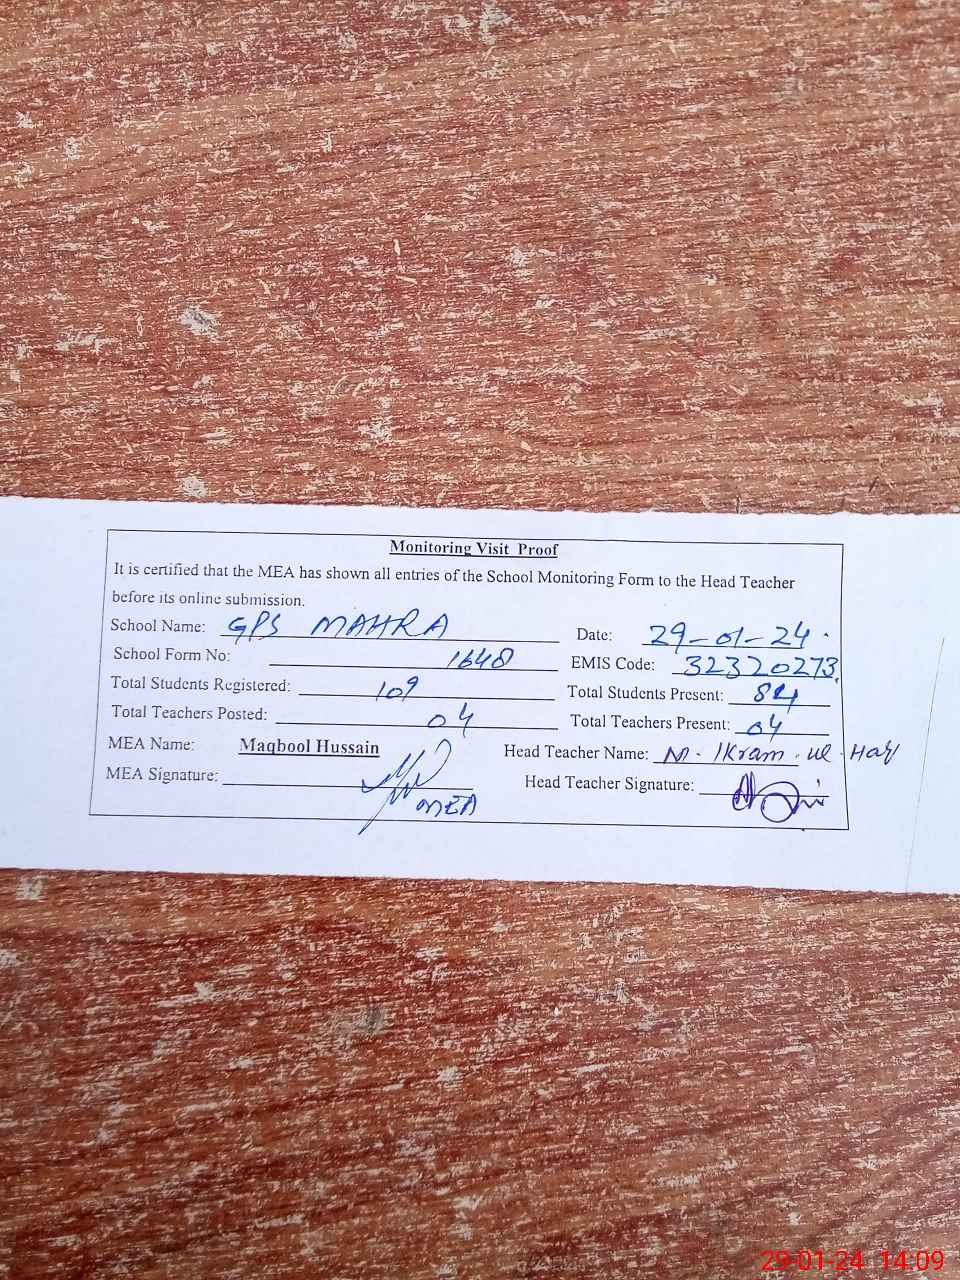 Monitoring Visit Proof
It is certified that the MEA has shown all entries of the School Monitoring Form to the Head Teacher
before its online submission.
School Name: GPS MAHRA Date: 29-01-24.
School Form No: 1648 EMIS Code: 32320273.
Total Students Registered: 109 Total Students Present: 84
Total Teachers Posted: 04 Total Teachers Present: 04
MEA Name: Maqbool Hussain Head Teacher Name: M. Ikram.ul.Haq
MEA Signature: MEA Head Teacher Signature:
29-01-24 14:09